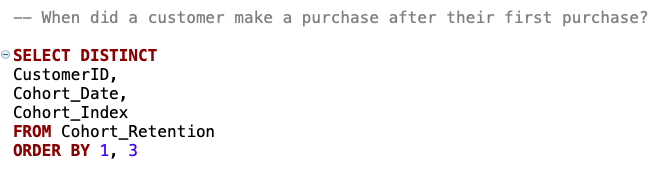 -- When did a customer make a purchase after their first purchase?
SELECT DISTINCT
CustomerID,
Cohort_Date,
Cohort_Index
FROM Cohort_Retention
ORDER BY 1, 3